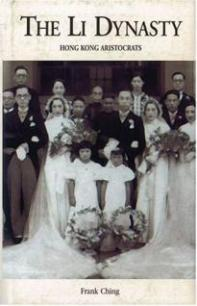 THE LI DYNASTY
HONG KONG ARISTOCRATS
Frank Ching